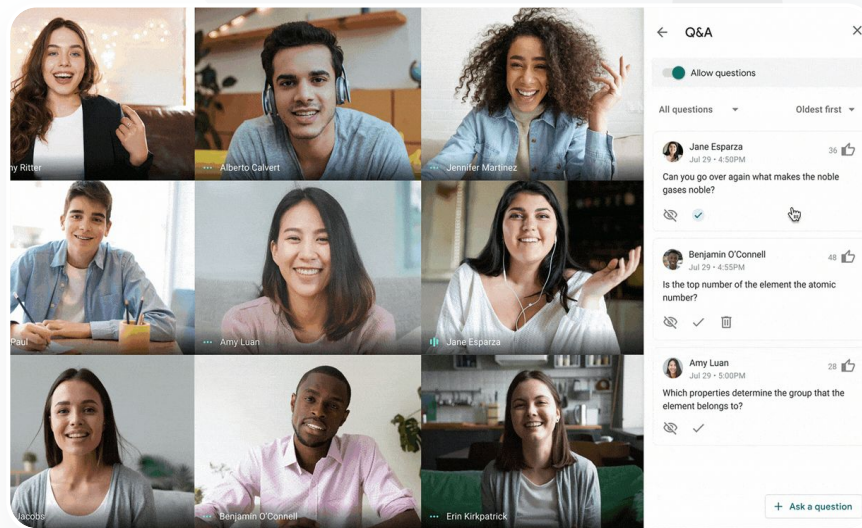 ny Ritter
Alberto Calvert
Jennifer Martinez
Paul
Amy Luan
Jane Esparza
Jacobs
Benjamin O'Connell
Erin Kirkpatrick
Q&A
Allow questions
All questions
Oldest first
Jane Esparza
36
Jul 29 • 4:50PM
Can you go over again what makes the noble
gases noble?
Benjamin O'Connell
48
Jul 29 • 4:55PM
Is the top number of the element the atomic
number?
Amy Luan
28
Jul 29 • 5:00PM
Which properties determine the group that the
element belongs to?
+ Ask a question